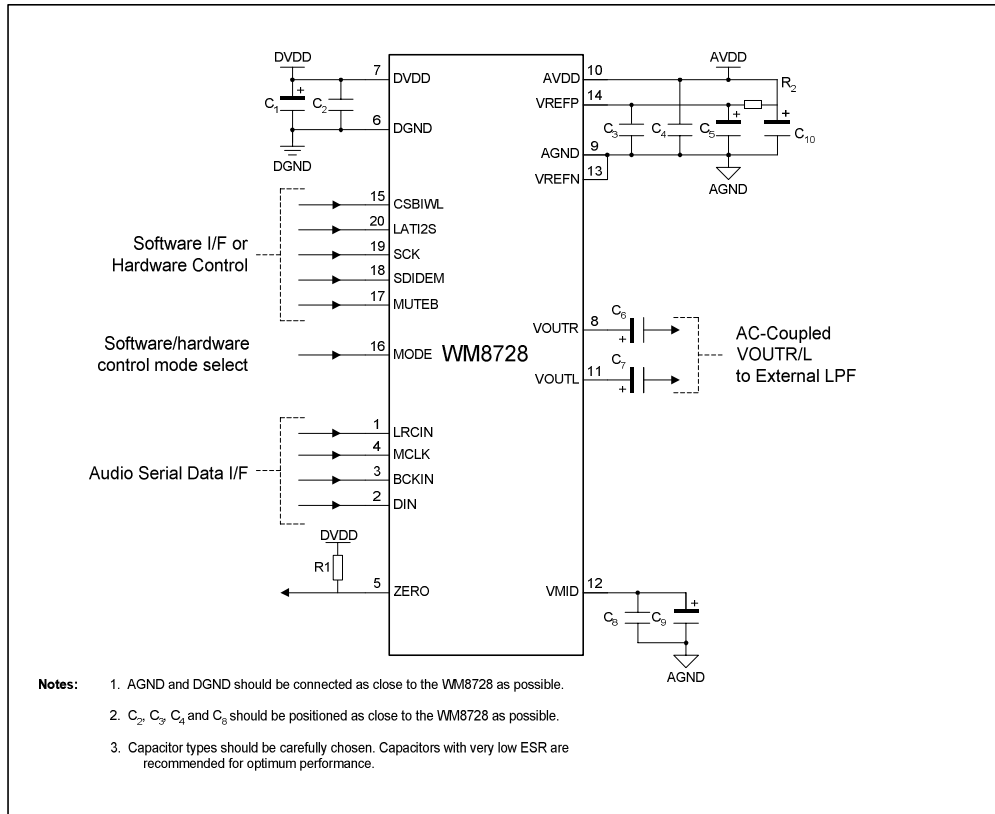 DVDD
7 DVDD
C1 +
C2
6 DGND
DGND
15 CSBIWL
20 LATI2S
19 SCK
18 SDIDEM
17 MUTEB
Software I/F or
Hardware Control
Software/hardware
control mode select
16 MODE
WM8728
1 LRCIN
4 MCLK
3 BCKIN
2 DIN
Audio Serial Data I/F
DVDD
R1
5 ZERO
AVDD
AVDD 10
R2
VREFP 14
C3
C4
C5 +
+ C10
AGND 9
VREFN 13
AGND
VOUTR 8
C6
+
VOUTL 11
C7
+
AC-Coupled
VOUTR/L
to External LPF
VMID 12
C8
C9 +
AGND
Notes:
1. AGND and DGND should be connected as close to the WM8728 as possible.
2. C2, C3, C4 and C8 should be positioned as close to the WM8728 as possible.
3. Capacitor types should be carefully chosen. Capacitors with very low ESR are
recommended for optimum performance.